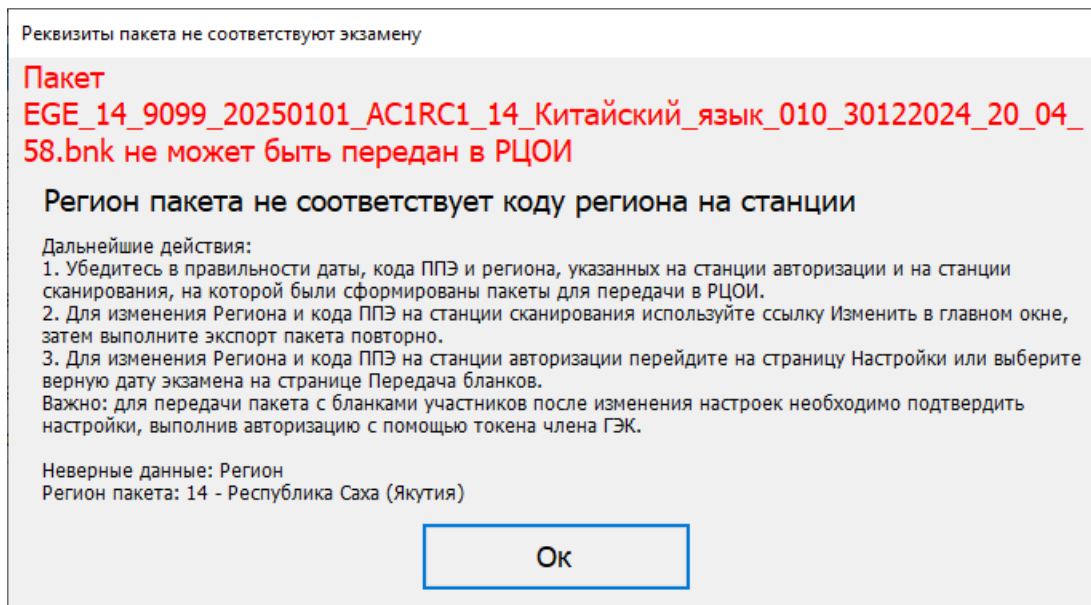 Реквизиты пакета не соответствуют экзамену
Пакет
EGE_14_9099_20250101_AC1RC1_14_Китайский_язык_010_30122024_20_04_
58.bnk не может быть передан в РЦОИ
Регион пакета не соответствует коду региона на станции
Дальнейшие действия:
1. Убедитесь в правильности даты, кода ППЭ и региона, указанных на станции авторизации и на станции
сканирования, на которой были сформированы пакеты для передачи в РЦОИ.
2. Для изменения Региона и кода ППЭ на станции сканирования используйте ссылку Изменить в главном окне,
затем выполните экспорт пакета повторно.
3. Для изменения Региона и кода ППЭ на станции авторизации перейдите на страницу Настройки или выберите
верную дату экзамена на странице Передача бланков.
Важно: для передачи пакета с бланками участников после изменения настроек необходимо подтвердить
настройки, выполнив авторизацию с помощью токена члена ГЭК.
Неверные данные: Регион
Регион пакета: 14 - Республика Саха (Якутия)
Ок